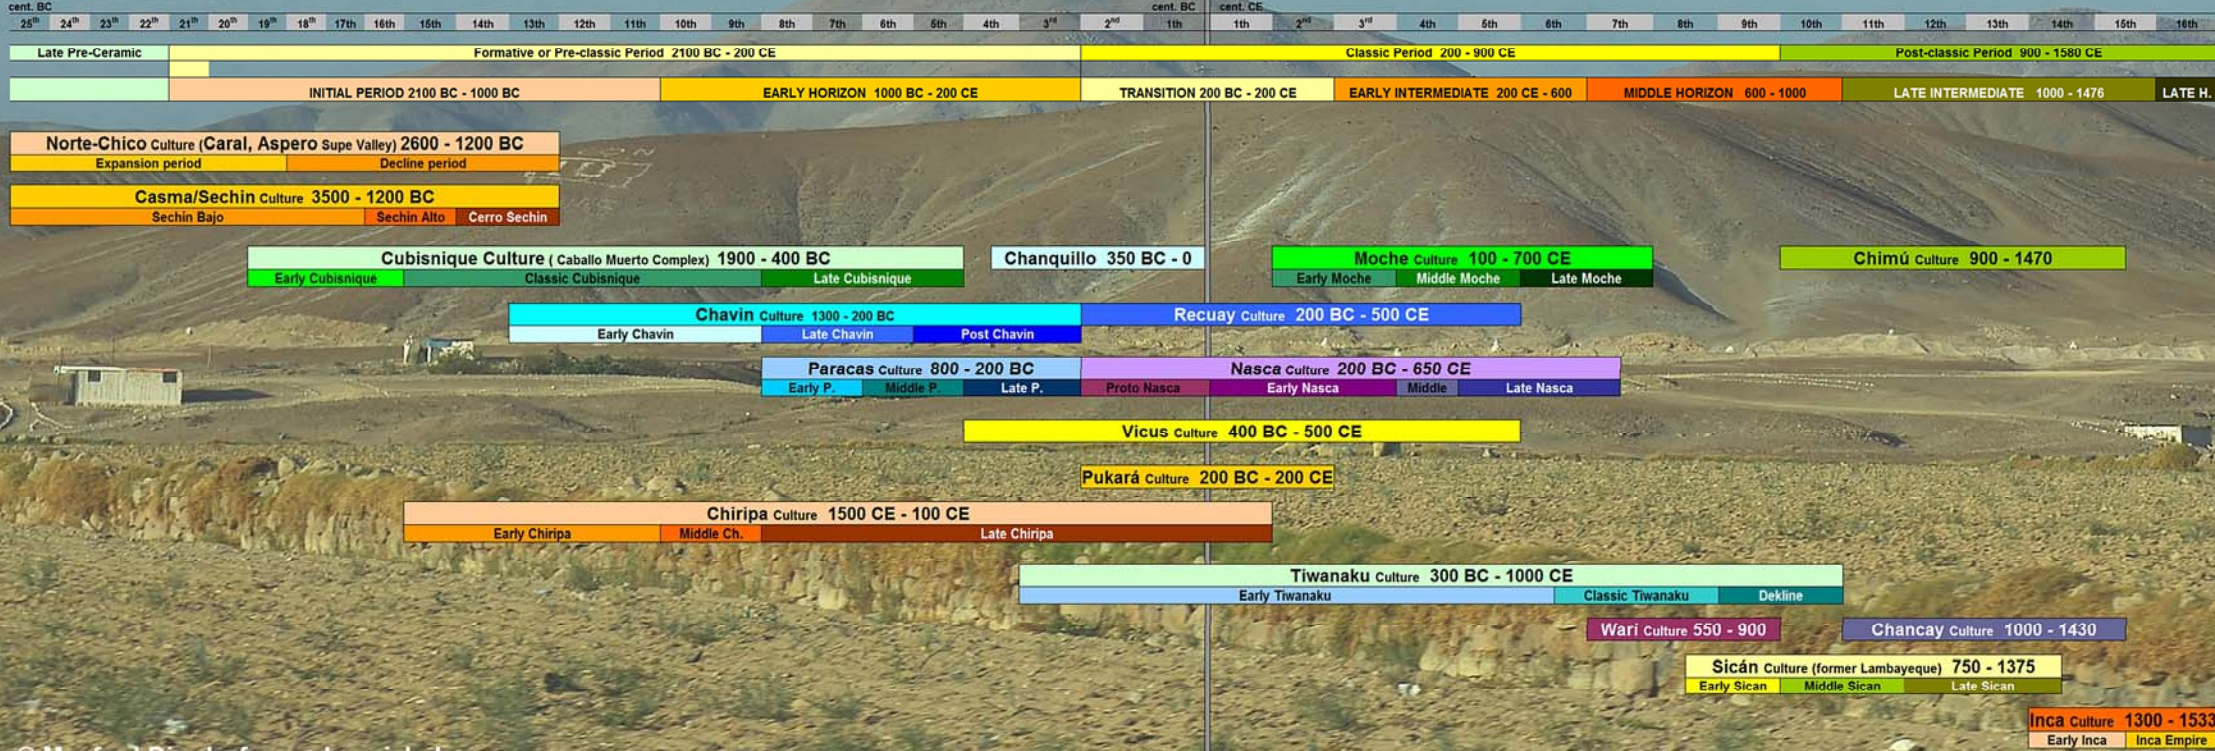 cent. BC cent. BC cent. CE
25th 24th 23th 22th 21th 20th 19th 18th 17th 16th 15th 14th 13th 12th 11th 10th 9th 8th 7th 6th 5th 4th 3rd 2nd 1th 1th 2nd 3rd 4th 5th 6th 7th 8th 9th 10th 11th 12th 13th 14th 15th 16th
Late Pre-Ceramic Formative or Pre-classic Period 2100 BC - 200 CE Classic Period 200 - 900 CE Post-classic Period 900 - 1580 CE
INITIAL PERIOD 2100 BC - 1000 BC EARLY HORIZON 1000 BC - 200 CE TRANSITION 200 BC - 200 CE EARLY INTERMEDIATE 200 CE - 600 MIDDLE HORIZON 600 - 1000 LATE INTERMEDIATE 1000 - 1476 LATE H.
Norte-Chico Culture (Caral, Aspero Supe Valley) 2600 - 1200 BC
Expansion period Decline period
Casma/Sechin Culture 3500 - 1200 BC
Sechin Bajo Sechin Alto Cerro Sechin
Cubisnique Culture ( Caballo Muerto Complex) 1900 - 400 BC Chanquillo 350 BC - 0 Moche Culture 100 - 700 CE Chimú Culture 900 - 1470
Early Cubisnique Classic Cubisnique Late Cubisnique Early Moche Middle Moche Late Moche
Chavin Culture 1300 - 200 BC Recuay Culture 200 BC - 500 CE
Early Chavin Late Chavin Post Chavin
Paracas Culture 800 - 200 BC Nasca Culture 200 BC - 650 CE
Early P. Middle P. Late P. Proto Nasca Early Nasca Middle Late Nasca
Vicus Culture 400 BC - 500 CE
Pukará Culture 200 BC - 200 CE
Chiripa Culture 1500 CE - 100 CE
Early Chiripa Middle Ch. Late Chiripa
Tiwanaku Culture 300 BC - 1000 CE
Early Tiwanaku Classic Tiwanaku Dekline
Wari Culture 550 - 900 Chancay Culture 1000 - 1430
Sicán Culture (former Lambayeque) 750 - 1375
Early Sican Middle Sican Late Sican
Inca Culture 1300 - 1533
Early Inca Inca Empire